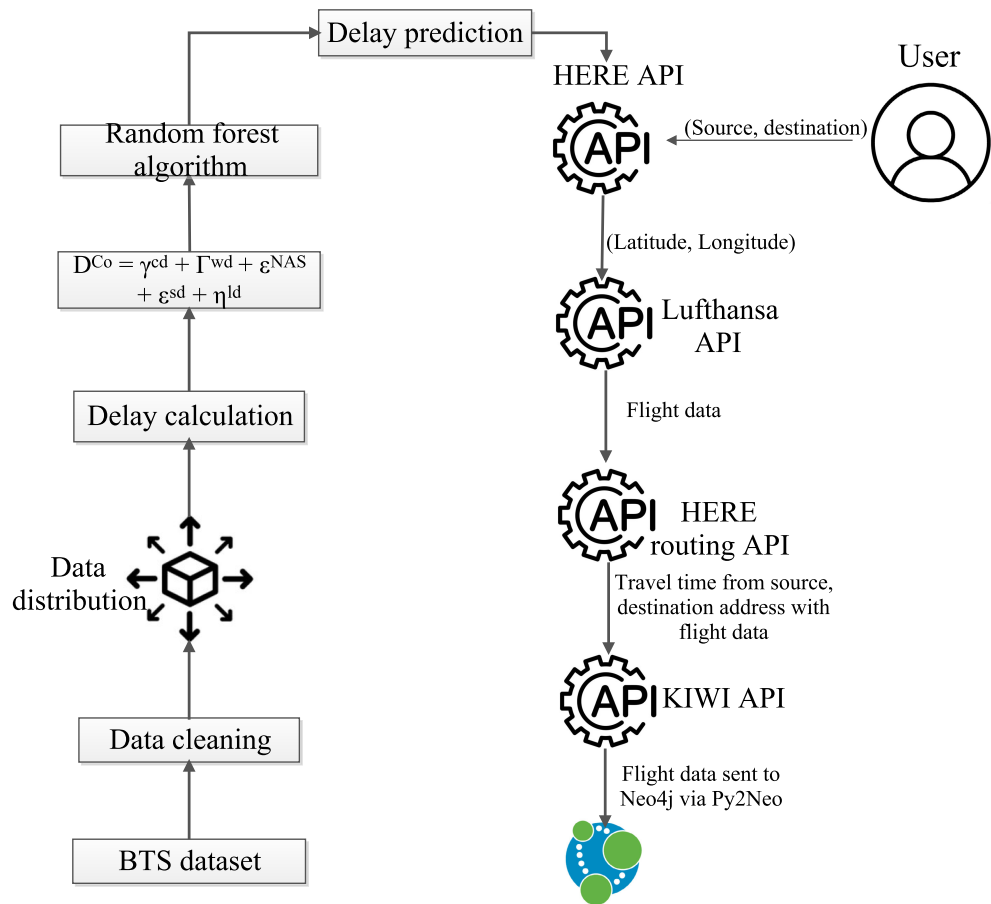 Delay prediction
HERE API
User
API
(Source, destination)
Random forest
algorithm
(Latitude, Longitude)
D^Co = γ^cd + Γ^wd + ε^NAS
+ ε^sd + η^ld
API
Lufthansa
API
Delay calculation
Flight data
API
HERE
routing API
Data
distribution
Travel time from source,
destination address with
flight data
API
KIWI API
Data cleaning
Flight data sent to
Neo4j via Py2Neo
BTS dataset